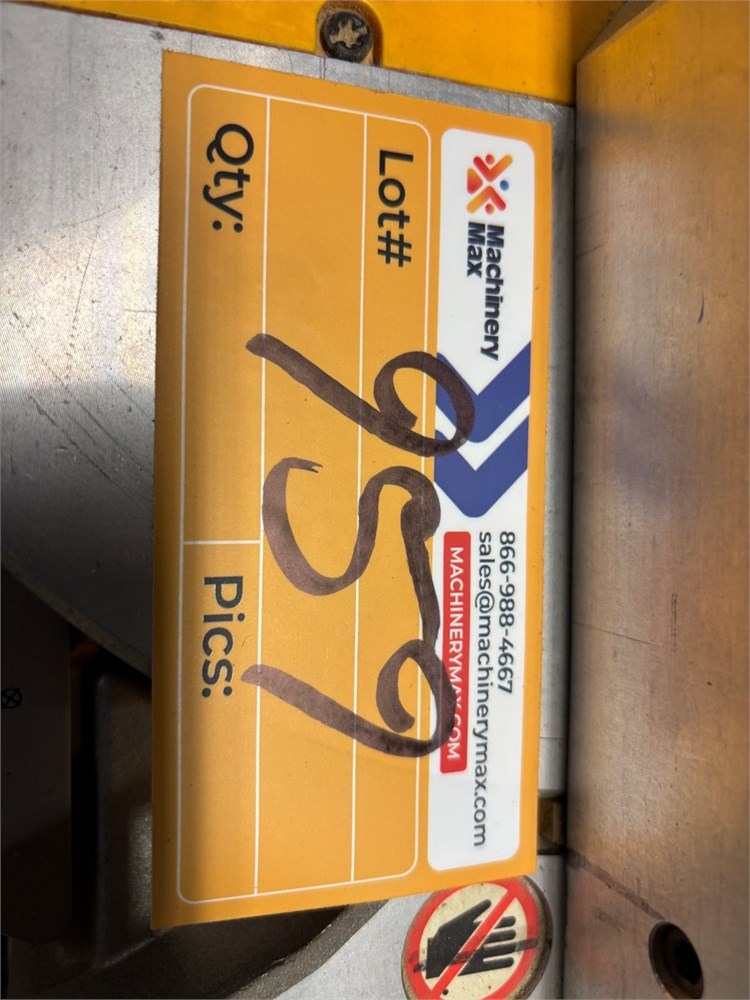 Machinery
Max
866-988-4667
sales@machinerymax.com
MACHINERYMAX.COM
Lot#
959
Qty:
Pics: